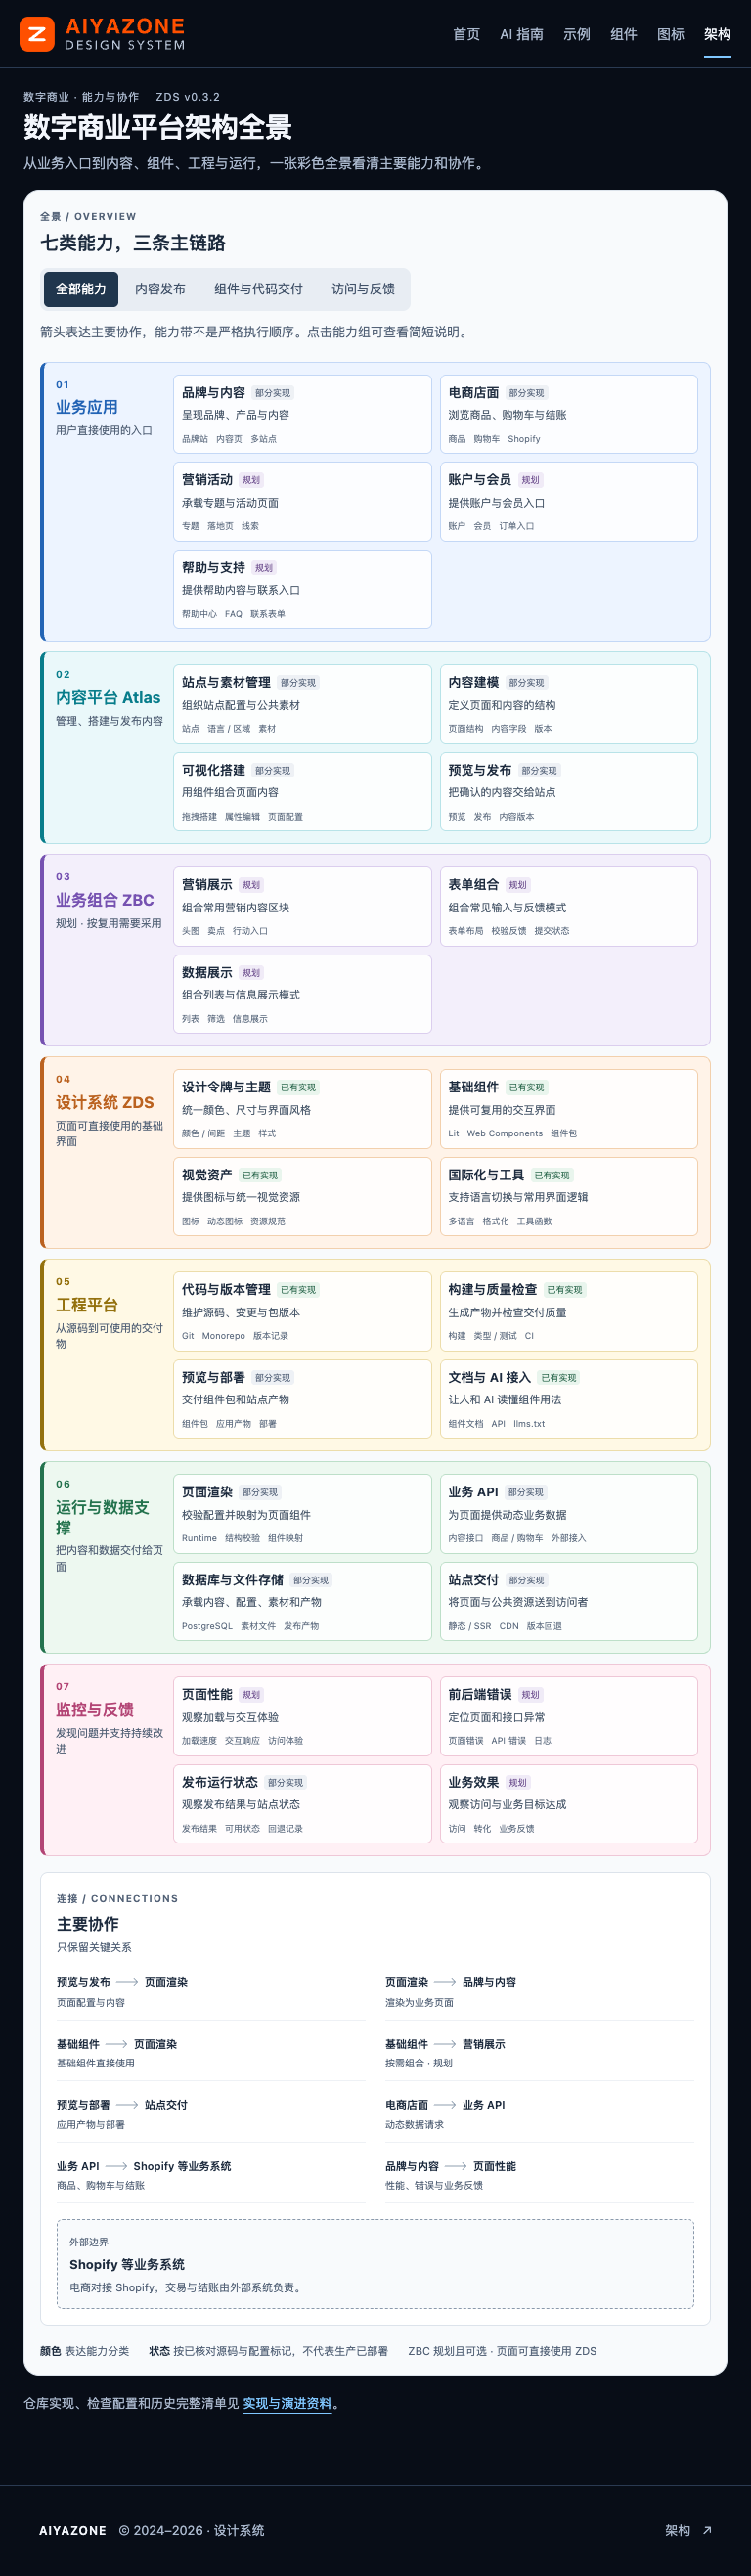 AIYAZONE
DESIGN SYSTEM
首页 AI 指南 示例 组件 图标 架构
数字商业 · 能力与协作 ZDS v0.3.2
数字商业平台架构全景
从业务入口到内容、组件、工程与运行，一张彩色全景看清主要能力和协作。
全景 / OVERVIEW
七类能力，三条主链路
全部能力 内容发布 组件与代码交付 访问与反馈
箭头表达主要协作，能力带不是严格执行顺序。点击能力组可查看简短说明。
01
业务应用
用户直接使用的入口
品牌与内容 部分实现
呈现品牌、产品与内容
品牌站 内容页 多站点
电商店面 部分实现
浏览商品、购物车与结账
商品 购物车 Shopify
营销活动 规划
承载专题与活动页面
专题 落地页 线索
账户与会员 规划
提供账户与会员入口
账户 会员 订单入口
帮助与支持 规划
提供帮助内容与联系入口
帮助中心 FAQ 联系表单
02
内容平台 Atlas
管理、搭建与发布内容
站点与素材管理 部分实现
组织站点配置与公共素材
站点 语言 / 区域 素材
内容建模 部分实现
定义页面和内容的结构
页面结构 内容字段 版本
可视化搭建 部分实现
用组件组合页面内容
拖拽搭建 属性编辑 页面配置
预览与发布 部分实现
把确认的内容交给站点
预览 发布 内容版本
03
业务组合 ZBC
规划 · 按复用需要采用
营销展示 规划
组合常用营销内容区块
头图 卖点 行动入口
表单组合 规划
组合常见输入与反馈模式
表单布局 校验反馈 提交状态
数据展示 规划
组合列表与信息展示模式
列表 筛选 信息展示
04
设计系统 ZDS
页面可直接使用的基础
界面
设计令牌与主题 已有实现
统一颜色、尺寸与界面风格
颜色 / 间距 主题 样式
基础组件 已有实现
提供可复用的交互界面
Lit Web Components 组件包
视觉资产 已有实现
提供图标与统一视觉资源
图标 动态图标 资源规范
国际化与工具 已有实现
支持语言切换与常用界面逻辑
多语言 格式化 工具函数
05
工程平台
从源码到可使用的交付
物
代码与版本管理 已有实现
维护源码、变更与包版本
Git Monorepo 版本记录
构建与质量检查 已有实现
生成产物并检查交付质量
构建 类型 / 测试 CI
预览与部署 部分实现
交付组件包和站点产物
组件包 应用产物 部署
文档与 AI 接入 已有实现
让人和 AI 读懂组件用法
组件文档 API llms.txt
06
运行与数据支
撑
把内容和数据交付给页
面
页面渲染 部分实现
校验配置并映射为页面组件
Runtime 结构校验 组件映射
业务 API 部分实现
为页面提供动态业务数据
内容接口 商品 / 购物车 外部接入
数据库与文件存储 部分实现
承载内容、配置、素材和产物
PostgreSQL 素材文件 发布产物
站点交付 部分实现
将页面与公共资源送到访问者
静态 / SSR CDN 版本回退
07
监控与反馈
发现问题并支持持续改
进
页面性能 规划
观察加载与交互体验
加载速度 交互响应 访问体验
前后端错误 规划
定位页面和接口异常
页面错误 API 错误 日志
发布运行状态 部分实现
观察发布结果与站点状态
发布结果 可用状态 回退记录
业务效果 规划
观察访问与业务目标达成
访问 转化 业务反馈
连接 / CONNECTIONS
主要协作
只保留关键关系
预览与发布 → 页面渲染
页面配置与内容
页面渲染 → 品牌与内容
渲染为业务页面
基础组件 → 页面渲染
基础组件直接使用
基础组件 → 营销展示
按需组合 · 规划
预览与部署 → 站点交付
应用产物与部署
电商店面 → 业务 API
动态数据请求
业务 API → Shopify 等业务系统
商品、购物车与结账
品牌与内容 → 页面性能
性能、错误与业务反馈
外部边界
Shopify 等业务系统
电商对接 Shopify，交易与结账由外部系统负责。
颜色 表达能力分类 状态 按已核对源码与配置标记，不代表生产已部署 ZBC 规划且可选 · 页面可直接使用 ZDS
仓库实现、检查配置和历史完整清单见 实现与演进资料。
AIYAZONE © 2024–2026 · 设计系统 架构 ↗